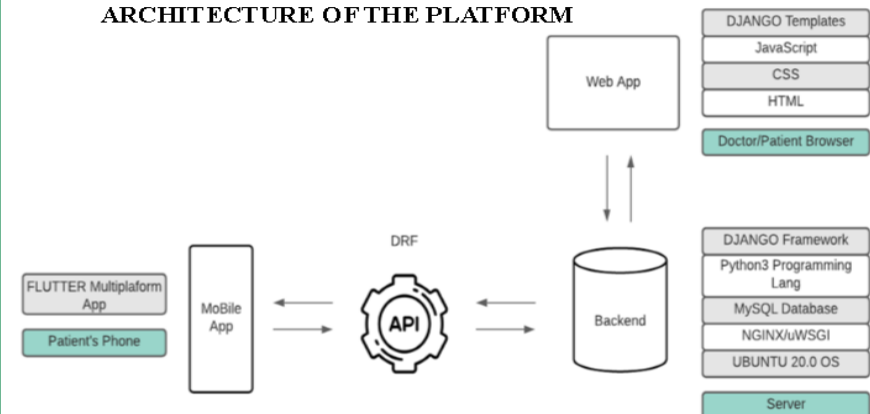 ARCHITECTURE OF THE PLATFORM
DJANGO Templates
JavaScript
CSS
HTML
Doctor/Patient Browser
Web App
DRF
API
FLUTTER Multiplaform
App
Patient's Phone
MoBile
App
Backend
DJANGO Framework
Python3 Programming
Lang
MySQL Database
NGINX/uWSGI
UBUNTU 20.0 OS
Server